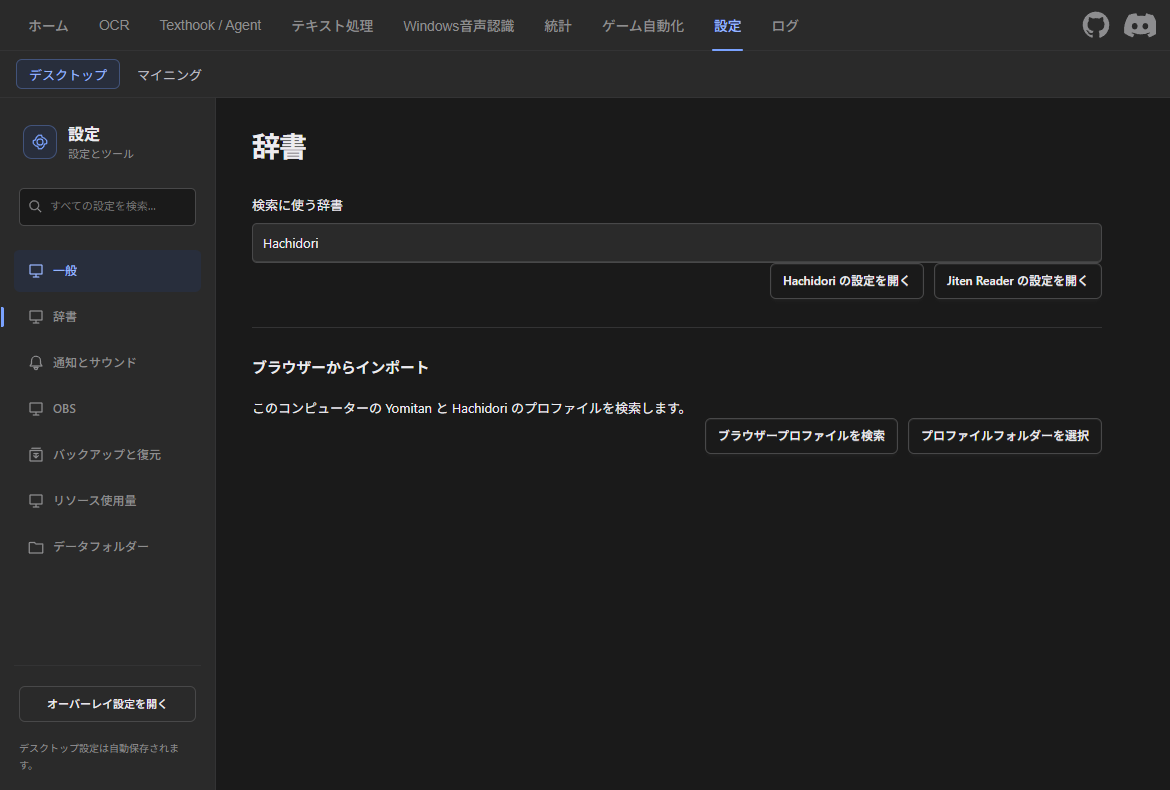 ホーム
OCR
Texthook / Agent
テキスト処理
Windows音声認識
統計
ゲーム自動化
設定
ログ
デスクトップ
マイニング
設定
設定とツール
すべての設定を検索...
一般
辞書
通知とサウンド
OBS
バックアップと復元
リソース使用量
データフォルダー
オーバーレイ設定を開く
デスクトップ設定は自動保存されま
す。
辞書
検索に使う辞書
Hachidori
Hachidori の設定を開く
Jiten Reader の設定を開く
ブラウザーからインポート
このコンピューターの Yomitan と Hachidori のプロファイルを検索します。
ブラウザープロファイルを検索
プロファイルフォルダーを選択